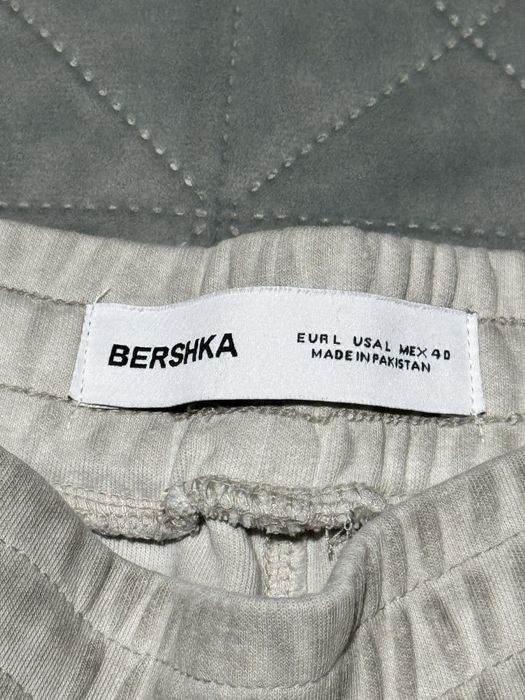 BERSHKA
EUR L USA L MEX 40
MADE IN PAKISTAN